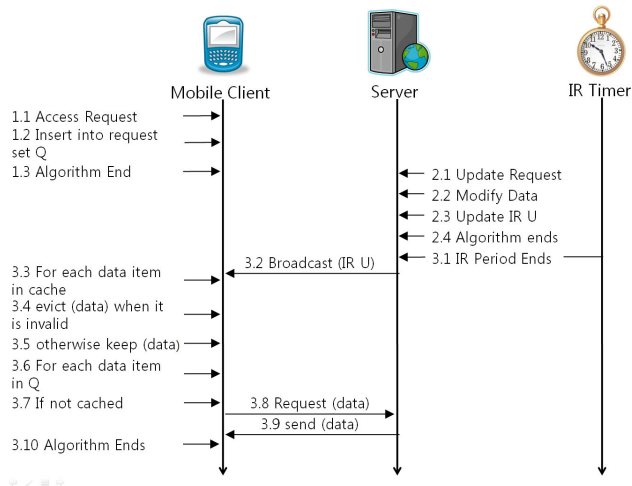 Mobile Client
Server
IR Timer
1.1 Access Request
1.2 Insert into request
set Q
1.3 Algorithm End
2.1 Update Request
2.2 Modify Data
2.3 Update IR U
2.4 Algorithm ends
3.1 IR Period Ends
3.2 Broadcast (IR U)
3.3 For each data item
in cache
3.4 evict (data) when it
is invalid
3.5 otherwise keep (data)
3.6 For each data item
in Q
3.7 If not cached
3.8 Request (data)
3.9 send (data)
3.10 Algorithm Ends